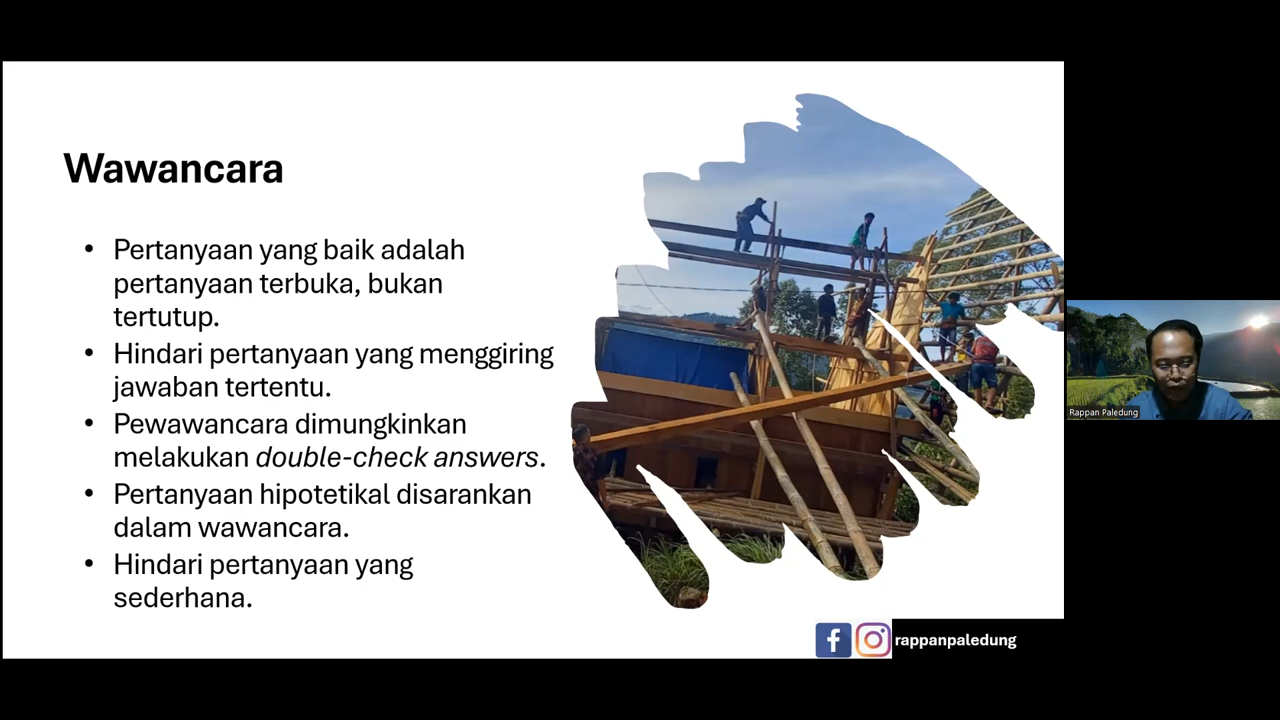 Wawancara
• Pertanyaan yang baik adalah
pertanyaan terbuka, bukan
tertutup.
• Hindari pertanyaan yang menggiring
jawaban tertentu.
• Pewawancara dimungkinkan
melakukan double-check answers.
• Pertanyaan hipotetikal disarankan
dalam wawancara.
• Hindari pertanyaan yang
sederhana.
rappanpaledung
Rappan Paledung